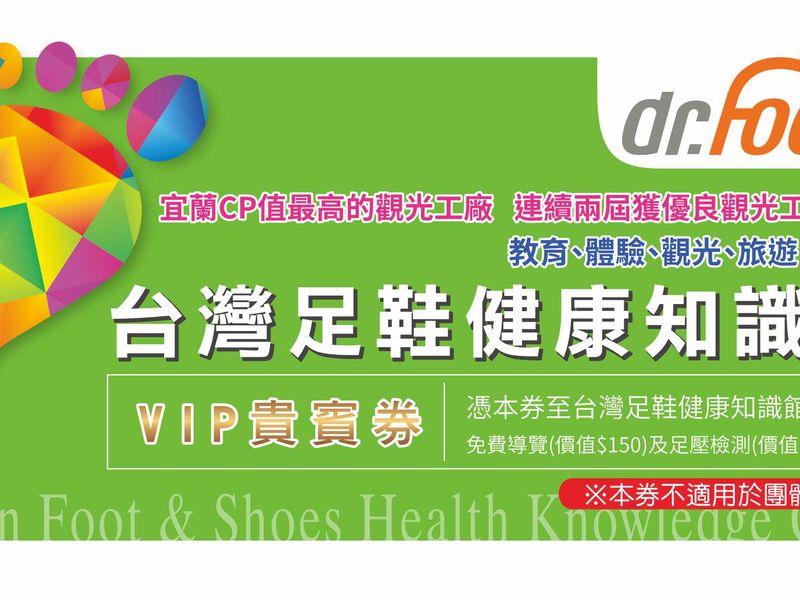 dr.Foo
宜蘭CP值最高的觀光工廠 連續兩屆獲優良觀光工
教育、體驗、觀光、旅遊
台灣足鞋健康知識
VIP貴賓券
憑本券至台灣足鞋健康知識館
免費導覽(價值$150)及足壓檢測(價值
※本券不適用於團體
n Foot & Shoes Health Knowledge